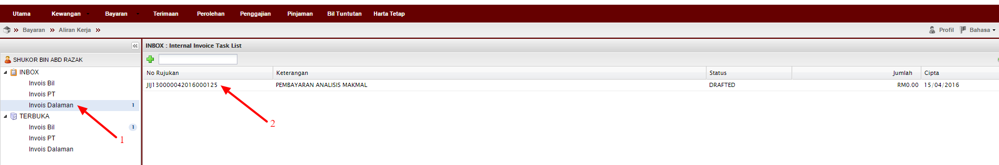 Utama Kewangan Bayaran Terimaan Perolehan Penggajian Pinjaman Bil Tuntutan Harta Tetap
Bayaran Aliran Kerja Profil Bahasa
INBOX : Internal Invoice Task List
SHUKOR BIN ABD RAZAK
INBOX
Invois Bil
Invois PT
Invois Dalaman 1
TERBUKA
Invois Bil 1
Invois PT
Invois Dalaman
No Rujukan Keterangan Status Jumlah Cipta
JIJ130000042016000125 PEMBAYARAN ANALISIS MAKMAL DRAFTED RM0.00 15/04/2016
1
2